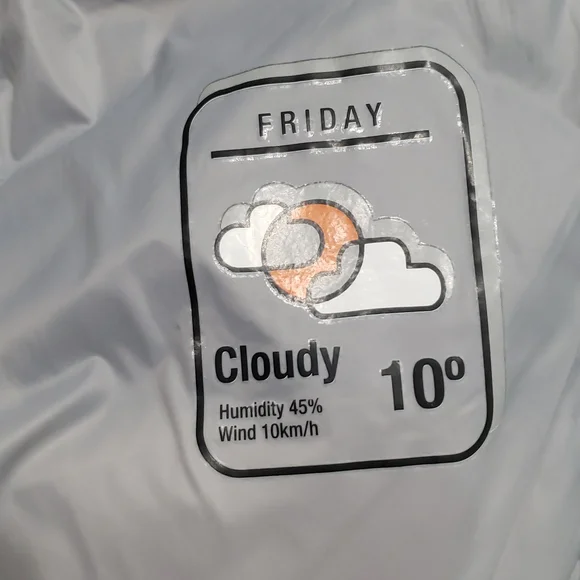 FRIDAY
Cloudy
10º
Humidity 45%
Wind 10km/h